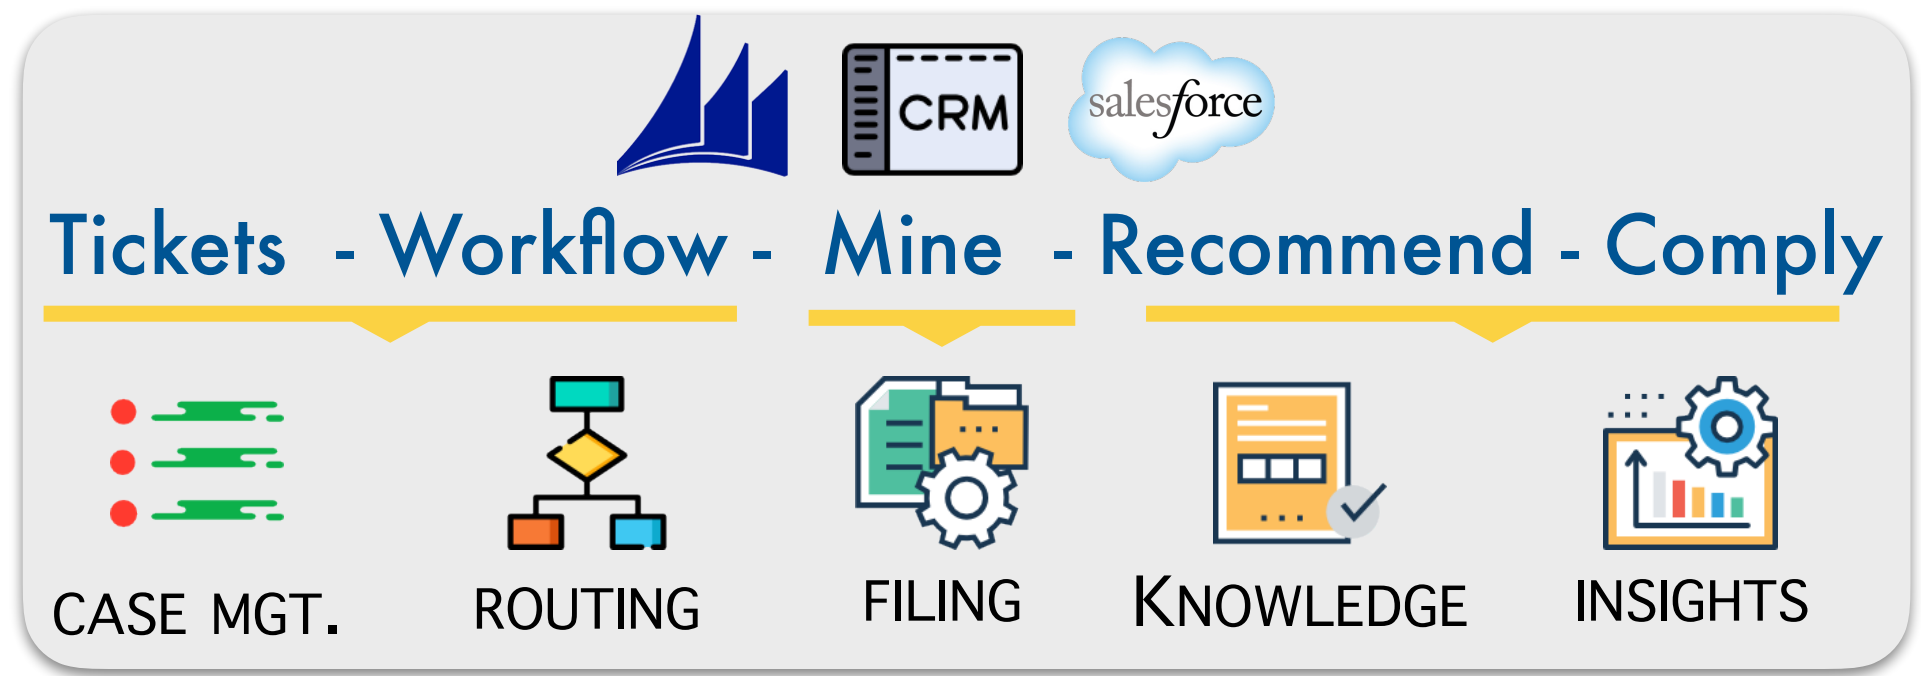 CRM
salesforce
Tickets - Workflow - Mine - Recommend - Comply
CASE MGT.
ROUTING
FILING
KNOWLEDGE
INSIGHTS